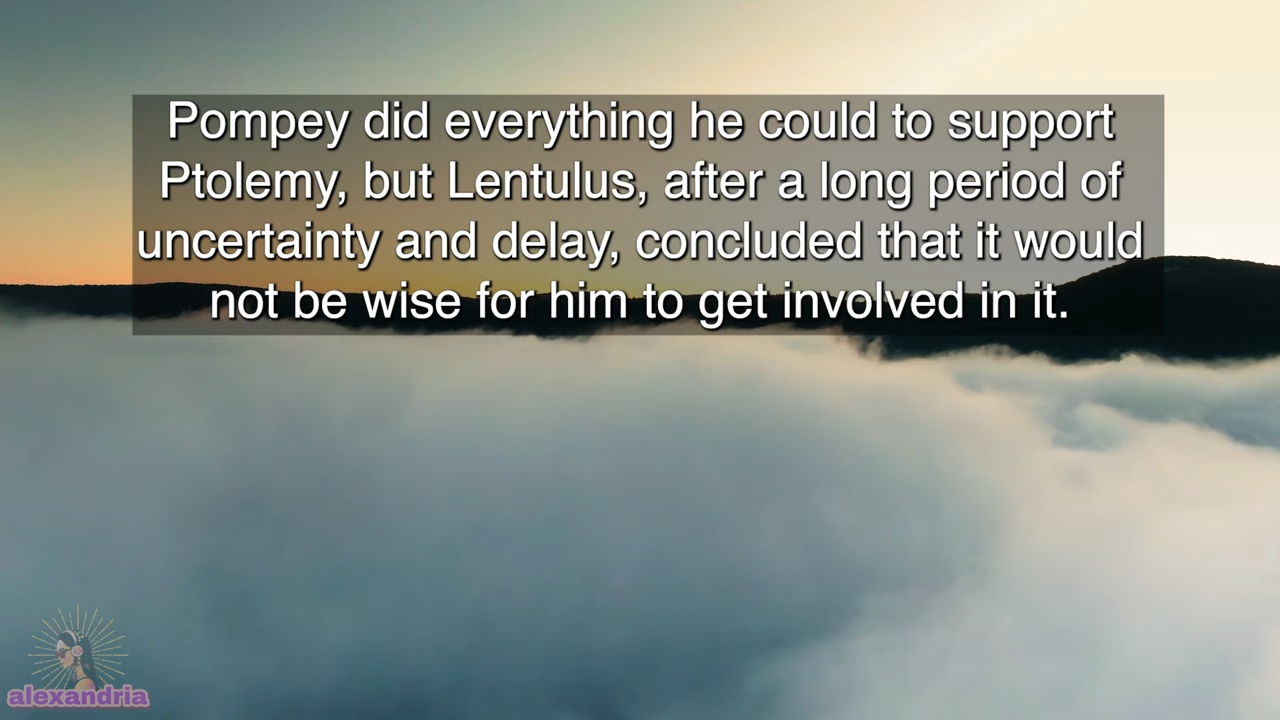 Pompey did everything he could to support
Ptolemy, but Lentulus, after a long period of
uncertainty and delay, concluded that it would
not be wise for him to get involved in it.
alexandria